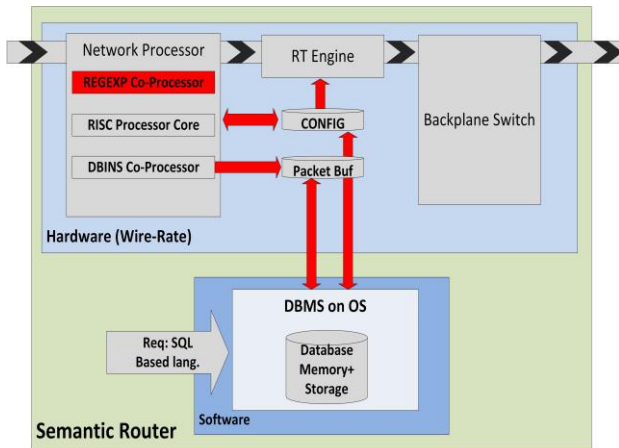 Network Processor
RT Engine
REGEXP Co-Processor
RISC Processor Core
CONFIG
Backplane Switch
DBINS Co-Processor
Packet Buf
Hardware (Wire-Rate)
DBMS on OS
Req: SQL
Based lang.
Database
Memory+
Storage
Software
Semantic Router